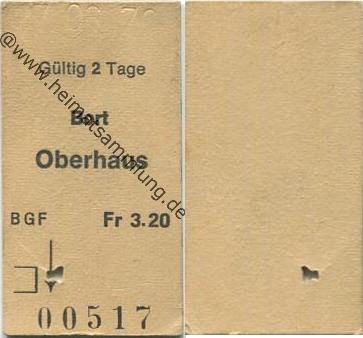 Gültig 2 Tage
Bort
Oberhaus
BGF Fr 3.20
00517
@www.heimatsammlung.de